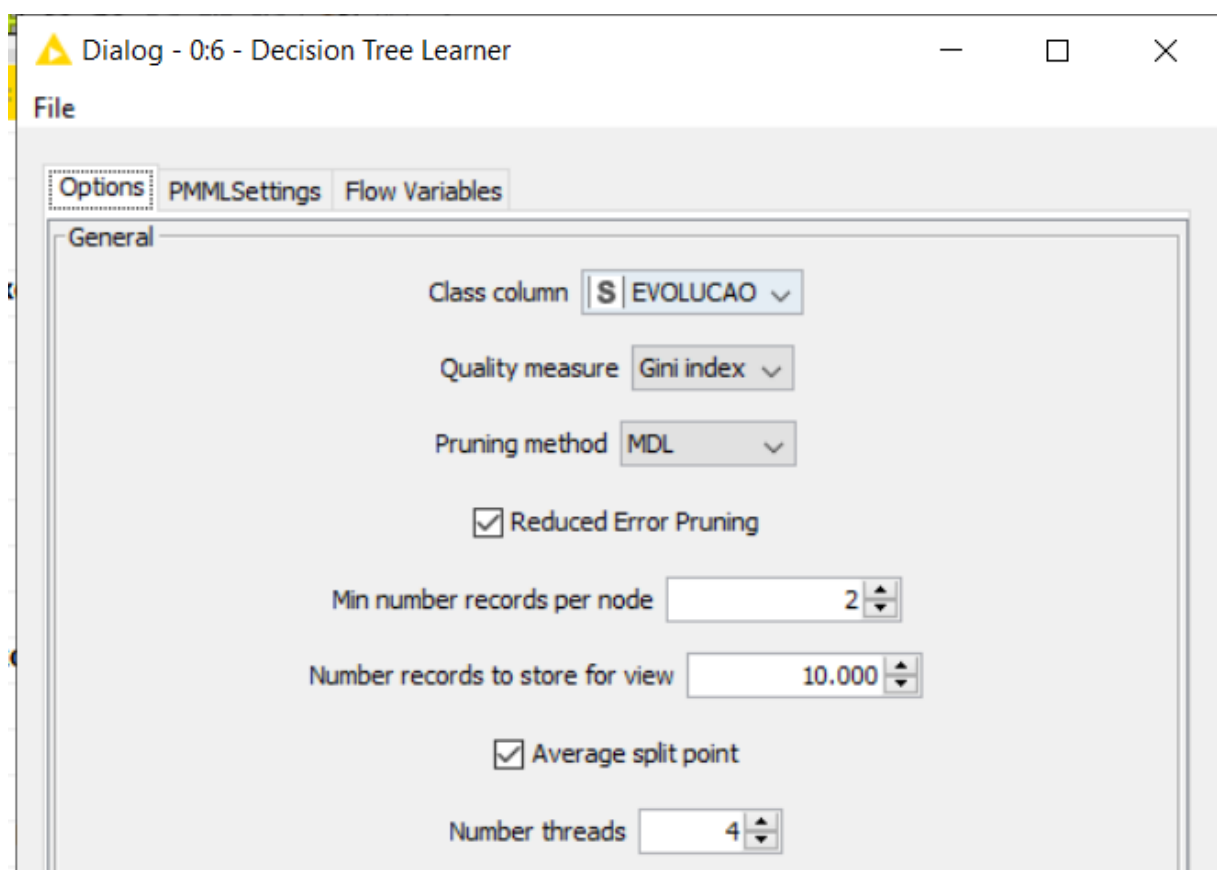 Dialog - 0:6 - Decision Tree Learner
File
Options PMMLSettings Flow Variables
General
Class column S EVOLUCAO
Quality measure Gini index
Pruning method MDL
Reduced Error Pruning
Min number records per node 2
Number records to store for view 10.000
Average split point
Number threads 4